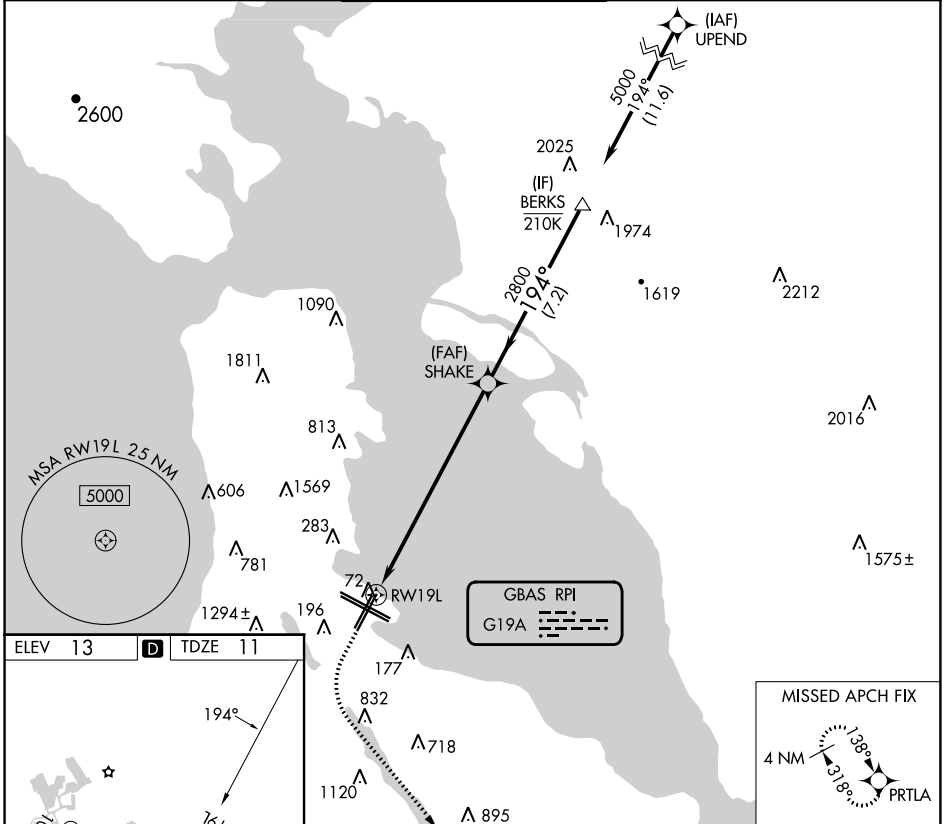 (IAF)
UPEND
5000
194°
(11.6)
2600
2025
(IF)
BERKS
210K
1974
2800
194°
(7.2)
1619
2212
1090
(FAF)
SHAKE
1811
2016
813
MSA RW19L 25 NM
5000
606
1569
283
781
1575±
72
RW19L
GBAS RPI
G19A
1294±
196
ELEV 13
D
TDZE 11
177
194°
832
718
1120
895
MISSED APCH FIX
4 NM
138°
318°
PRTLA